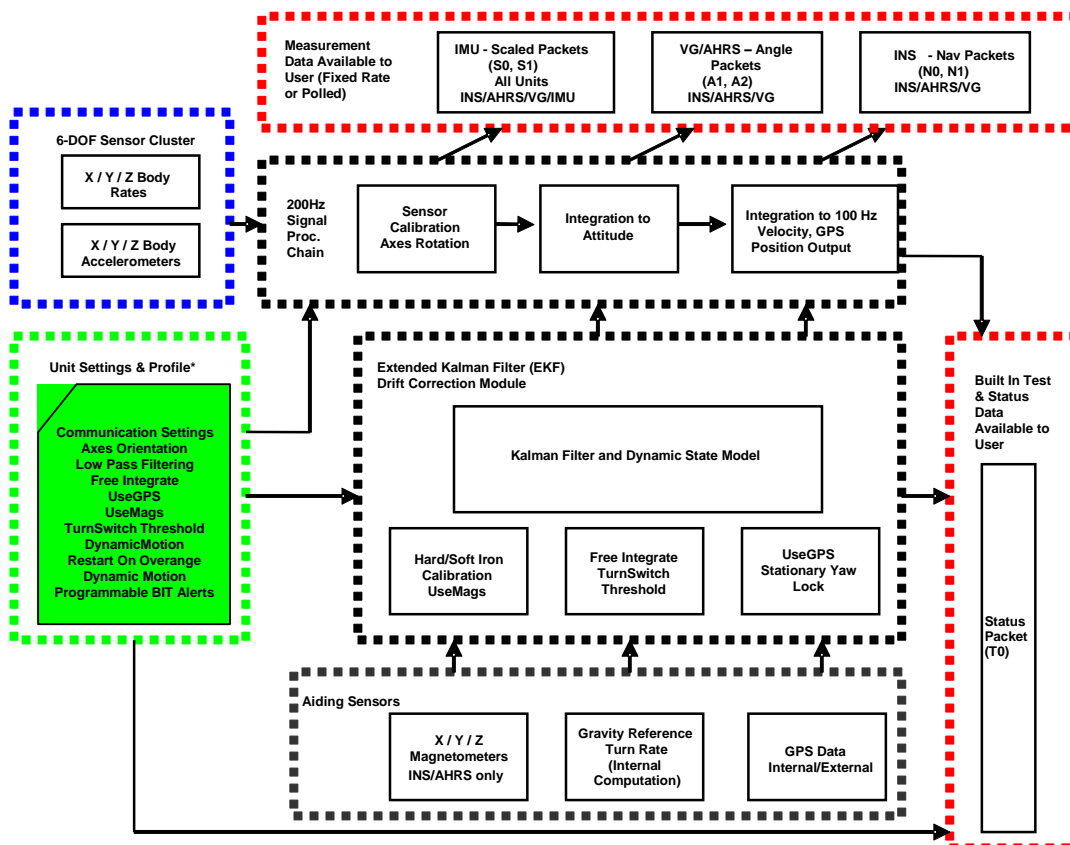 Measurement
Data Available to
User (Fixed Rate
or Polled)
IMU - Scaled Packets
(S0, S1)
All Units
INS/AHRS/VG/IMU
VG/AHRS – Angle
Packets
(A1, A2)
INS/AHRS/VG
INS - Nav Packets
(N0, N1)
INS/AHRS/VG
6-DOF Sensor Cluster
X / Y / Z Body
Rates
X / Y / Z Body
Accelerometers
200Hz
Signal
Proc.
Chain
Sensor
Calibration
Axes Rotation
Integration to
Attitude
Integration to 100 Hz
Velocity, GPS
Position Output
Unit Settings & Profile*
Communication Settings
Axes Orientation
Low Pass Filtering
Free Integrate
UseGPS
UseMags
TurnSwitch Threshold
DynamicMotion
Restart On Overange
Dynamic Motion
Programmable BIT Alerts
Extended Kalman Filter (EKF)
Drift Correction Module
Kalman Filter and Dynamic State Model
Hard/Soft Iron
Calibration
UseMags
Free Integrate
TurnSwitch
Threshold
UseGPS
Stationary Yaw
Lock
Built In Test
& Status
Data
Available to
User
Status
Packet
(T0)
Aiding Sensors
X / Y / Z
Magnetometers
INS/AHRS only
Gravity Reference
Turn Rate
(Internal
Computation)
GPS Data
Internal/External